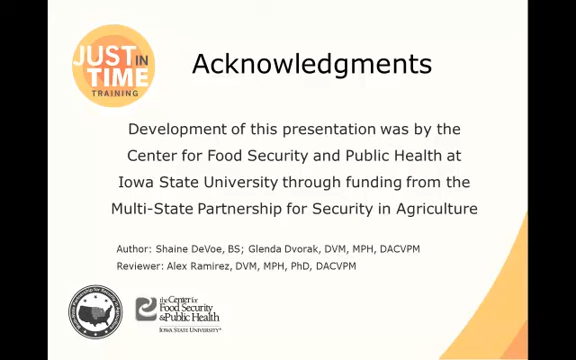 JUST IN
TIME
TRAINING
Acknowledgments
Development of this presentation was by the
Center for Food Security and Public Health at
Iowa State University through funding from the
Multi-State Partnership for Security in Agriculture
Author: Shaine DeVoe, BS; Glenda Dvorak, DVM, MPH, DACVPM
Reviewer: Alex Ramirez, DVM, MPH, PhD, DACVPM
the Center for
Food Security
& Public Health
IOWA STATE UNIVERSITY®